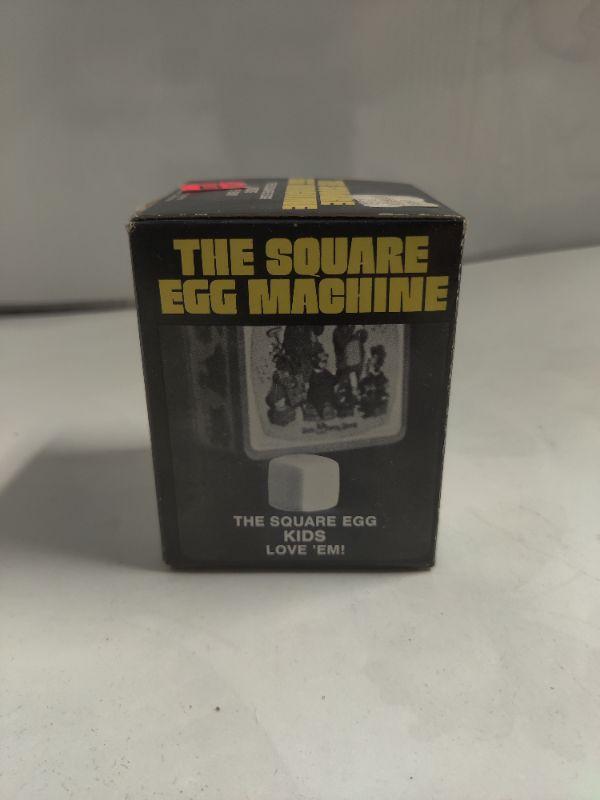 THE SQUARE
EGG MACHINE
THE SQUARE EGG
KIDS
LOVE 'EM!